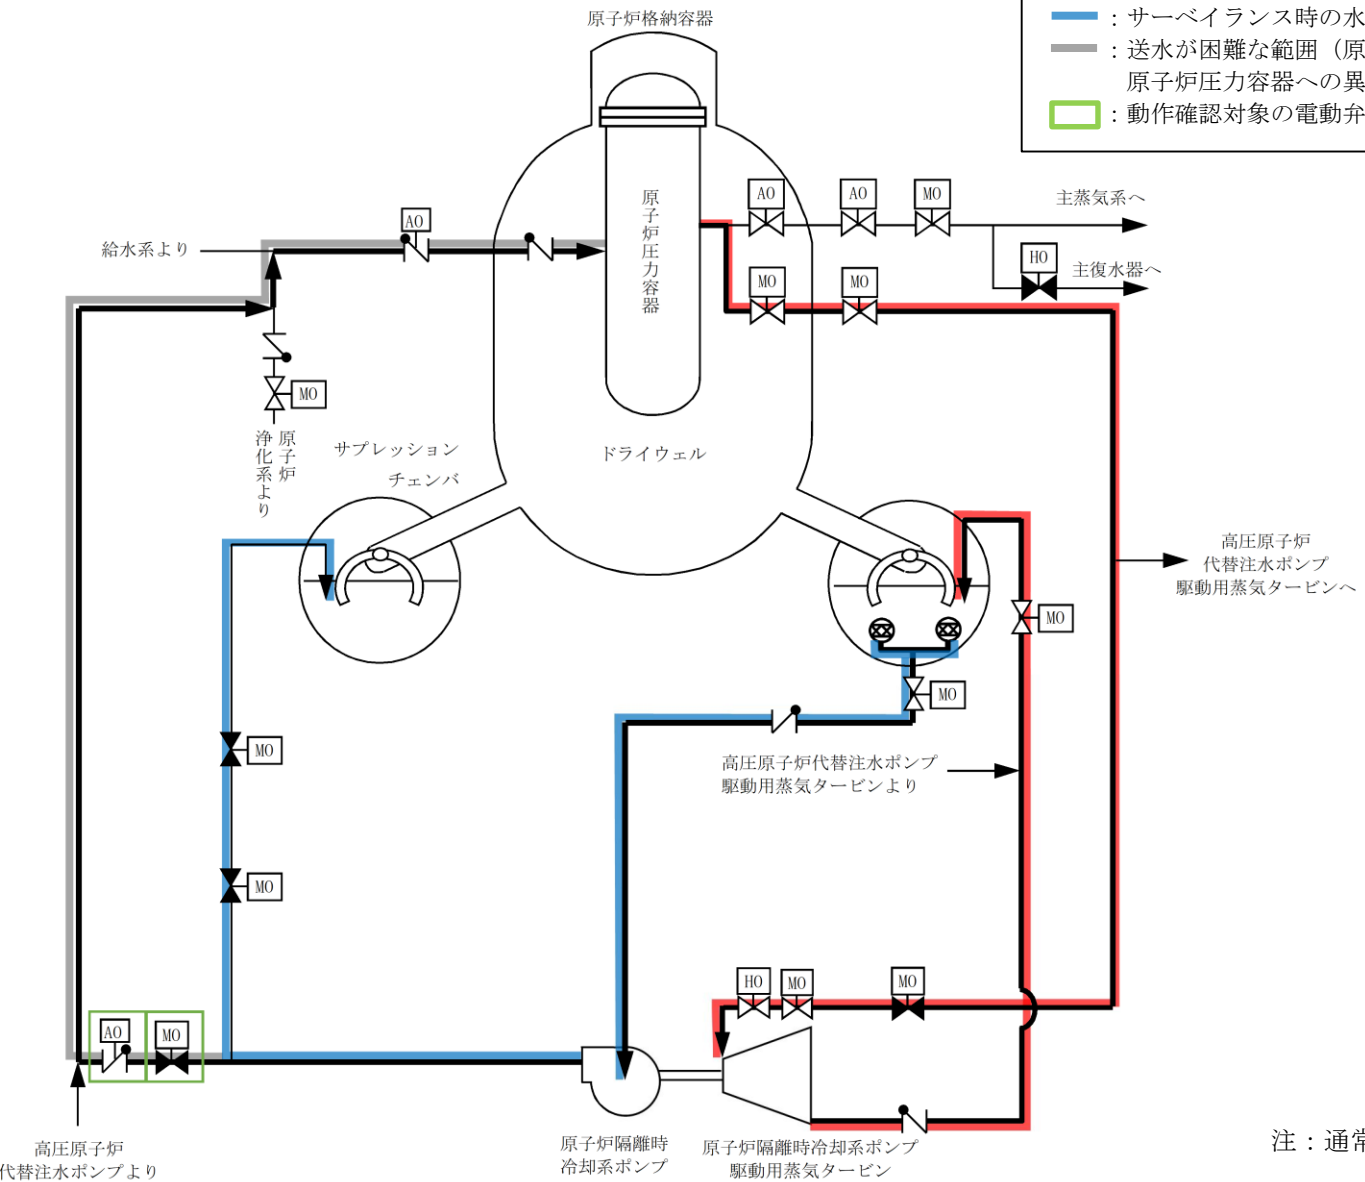 原子炉格納容器
：サーベイランス時の水
：送水が困難な範囲（原
原子炉圧力容器への異
：動作確認対象の電動弁
AO
AO
MO
主蒸気系へ
AO
給水系より
原子炉圧力容器
HO
主復水器へ
MO
MO
MO
原子炉
浄化系より
サプレッション
チェンバ
ドライウェル
高圧原子炉
代替注水ポンプ
駆動用蒸気タービンへ
MO
MO
MO
高圧原子炉代替注水ポンプ
駆動用蒸気タービンより
MO
HO
MO
MO
AO
MO
高圧原子炉
代替注水ポンプより
原子炉隔離時
冷却系ポンプ
原子炉隔離時冷却系ポンプ
駆動用蒸気タービン
注：通常